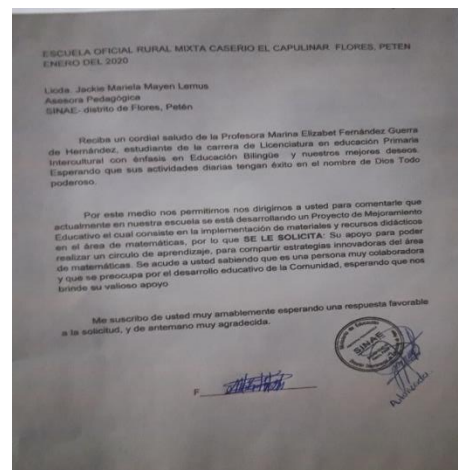 ESCUELA OFICIAL RURAL MIXTA CASERIO EL CAPULINAR. FLORES, PETEN
ENERO DEL 2020
Licda. Jackie Mariela Mayen Lemus
Asesora Pedagógica
SINAE- distrito de Flores, Petén
Reciba un cordial saludo de la Profesora Marina Elizabet Fernández Guerra
de Hernández, estudiante de la carrera de Licenciatura en educación Primaria
Intercultural con énfasis en Educación Bilingüe y nuestros mejores deseos.
Esperando que sus actividades diarias tengan éxito en el nombre de Dios Todo
poderoso.
Por este medio nos permitimos nos dirigimos a usted para comentarle que
actualmente en nuestra escuela se está desarrollando un Proyecto de Mejoramiento
Educativo el cual consiste en la implementación de materiales y recursos didácticos
en el área de matemáticas, por lo que SE LE SOLICITA: Su apoyo para poder
realizar un circulo de aprendizaje, para compartir estrategias innovadoras del área
de matemáticas. Se acude a usted sabiendo que es una persona muy colaboradora
y que se preocupa por el desarrollo educativo de la Comunidad, esperando que nos
brinde su valioso apoyo
Me suscribo de usted muy amablemente esperando una respuesta favorable
a la solicitud, y de antemano muy agradecida.
SINAE
F.